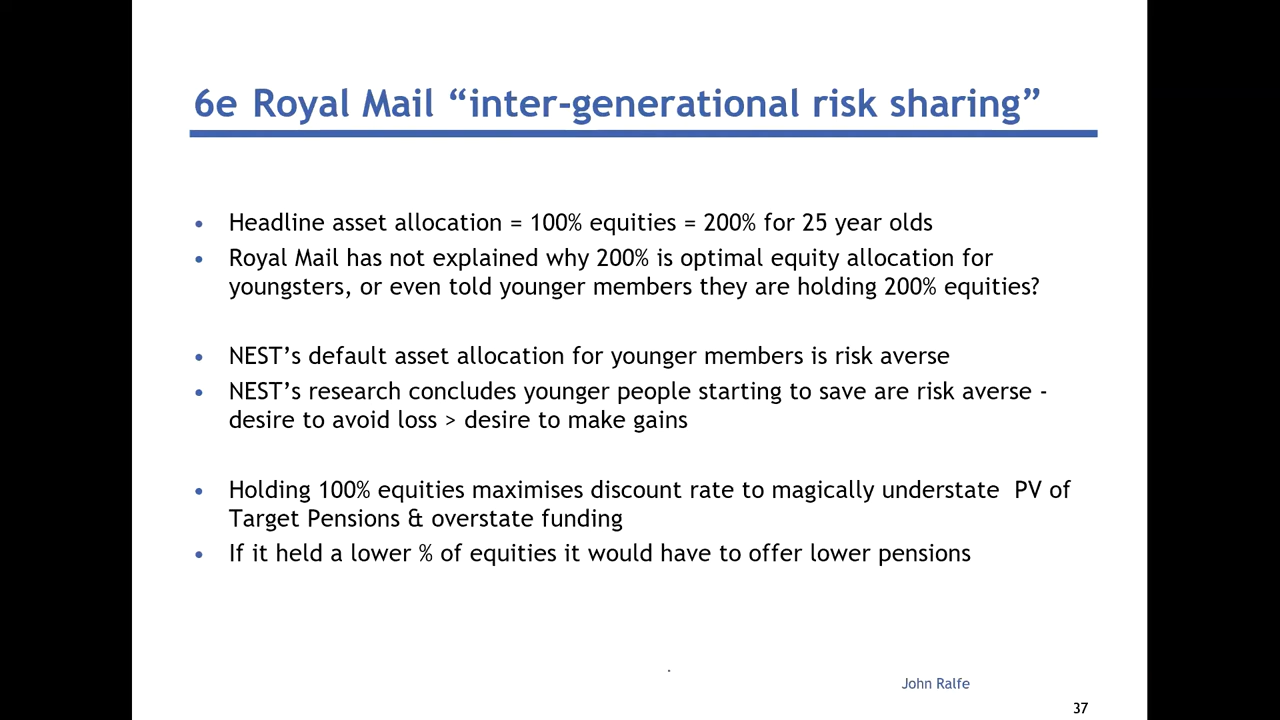 6e Royal Mail “inter-generational risk sharing”
• Headline asset allocation = 100% equities = 200% for 25 year olds
• Royal Mail has not explained why 200% is optimal equity allocation for
youngsters, or even told younger members they are holding 200% equities?
• NEST’s default asset allocation for younger members is risk averse
• NEST’s research concludes younger people starting to save are risk averse -
desire to avoid loss > desire to make gains
• Holding 100% equities maximises discount rate to magically understate  PV of
Target Pensions & overstate funding
• If it held a lower % of equities it would have to offer lower pensions
.
John Ralfe
37